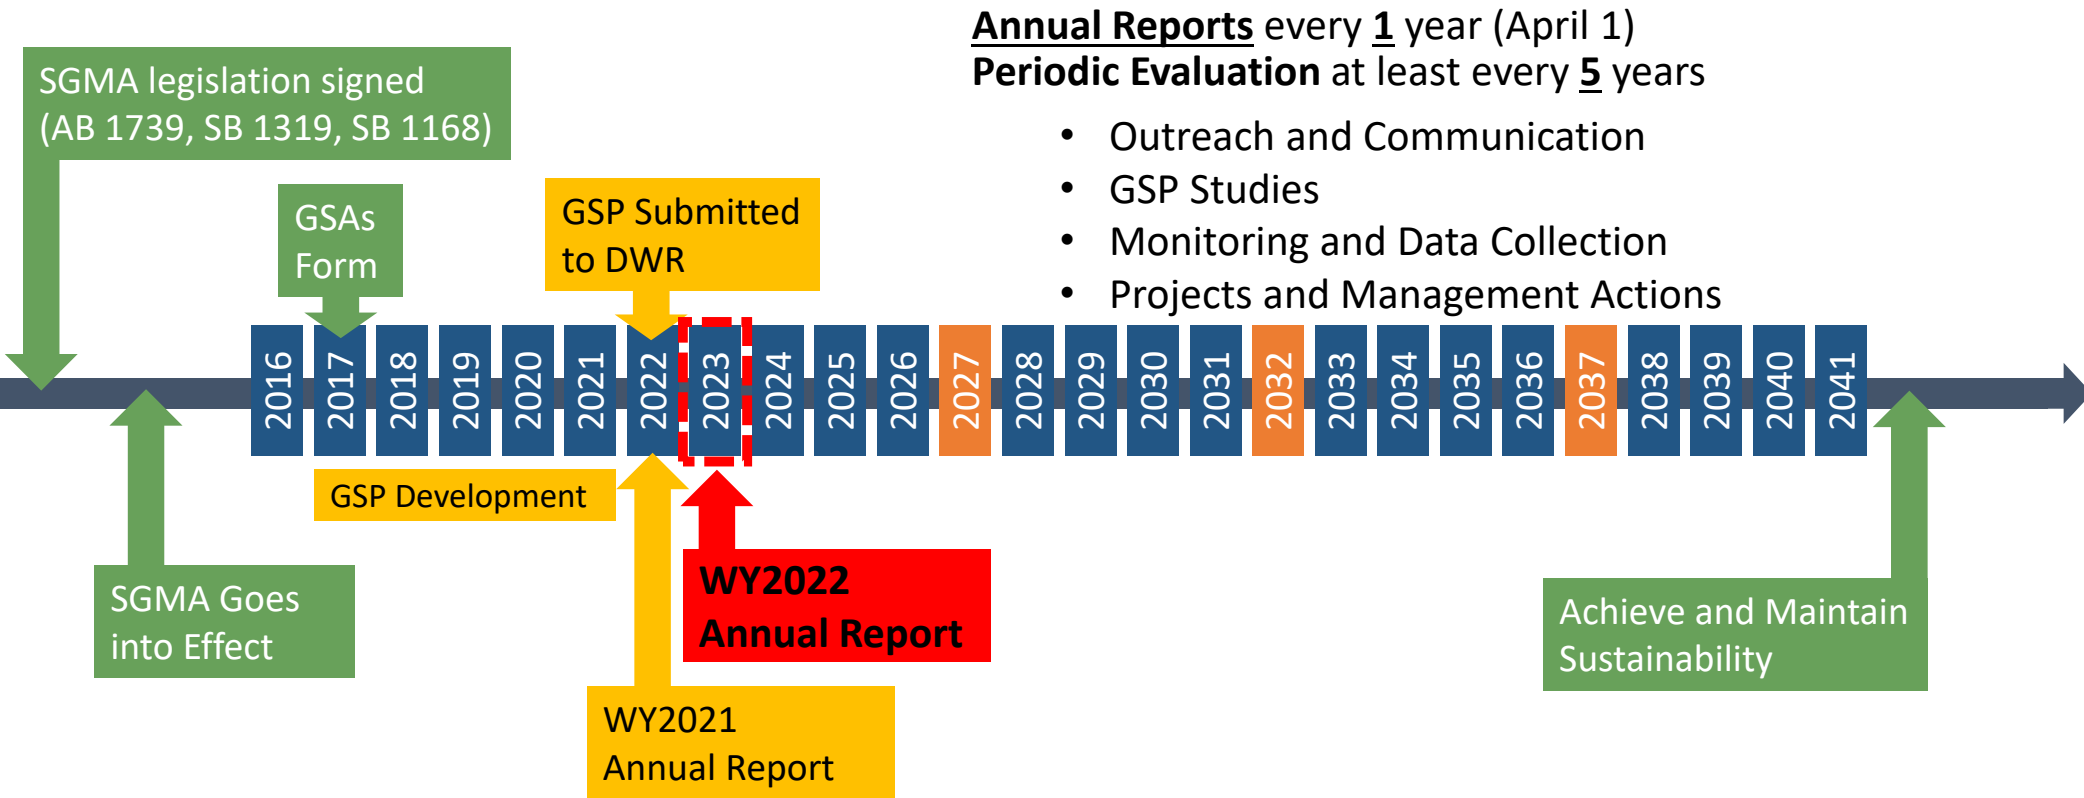 Annual Reports every 1 year (April 1)
Periodic Evaluation at least every 5 years
• Outreach and Communication
• GSP Studies
• Monitoring and Data Collection
• Projects and Management Actions
SGMA legislation signed
(AB 1739, SB 1319, SB 1168)
GSAs
Form
GSP Submitted
to DWR
2016
2017
2018
2019
2020
2021
2022
2023
2024
2025
2026
2027
2028
2029
2030
2031
2032
2033
2034
2035
2036
2037
2038
2039
2040
2041
GSP Development
SGMA Goes
into Effect
WY2022
Annual Report
WY2021
Annual Report
Achieve and Maintain
Sustainability